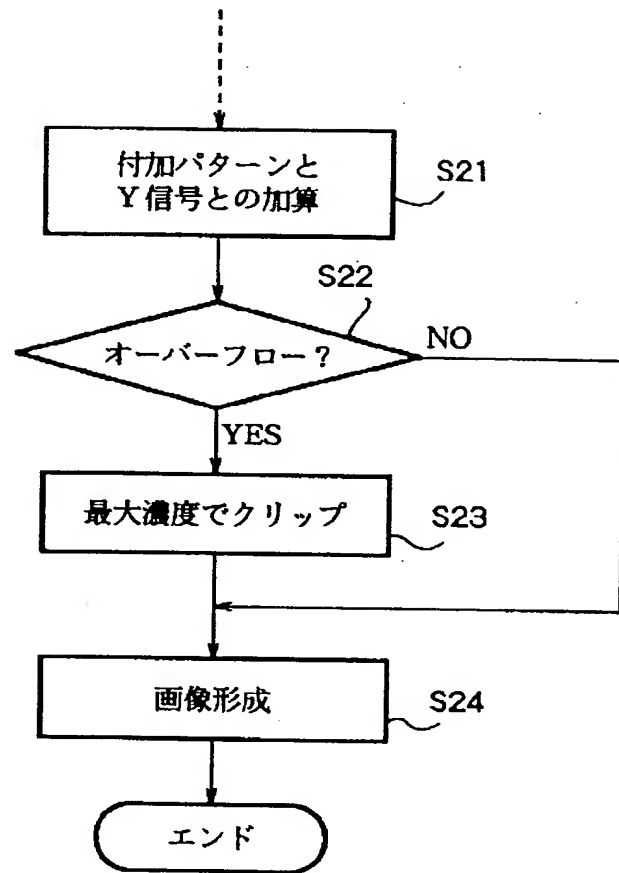 付加パターンと
Y信号との加算
S21
S22
オーバーフロー？
NO
YES
最大濃度でクリップ
S23
画像形成
S24
エンド